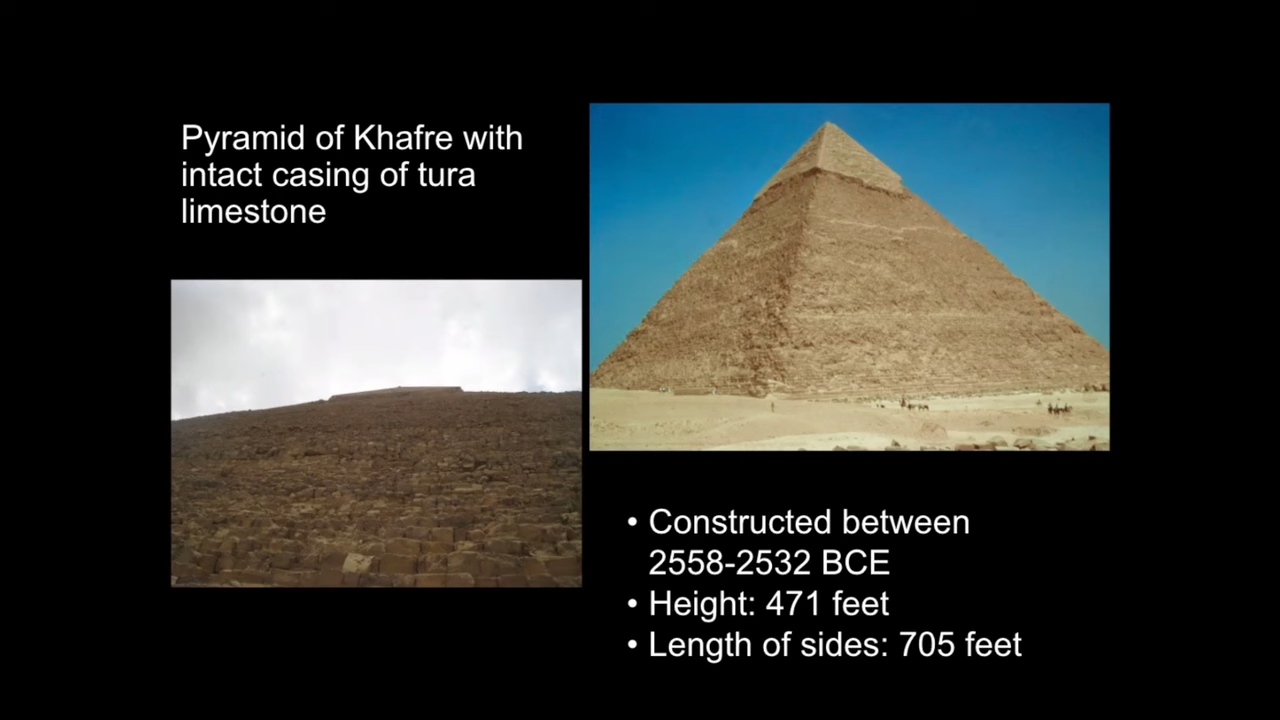 Pyramid of Khafre with
intact casing of tura
limestone
• Constructed between
2558-2532 BCE
• Height: 471 feet
• Length of sides: 705 feet